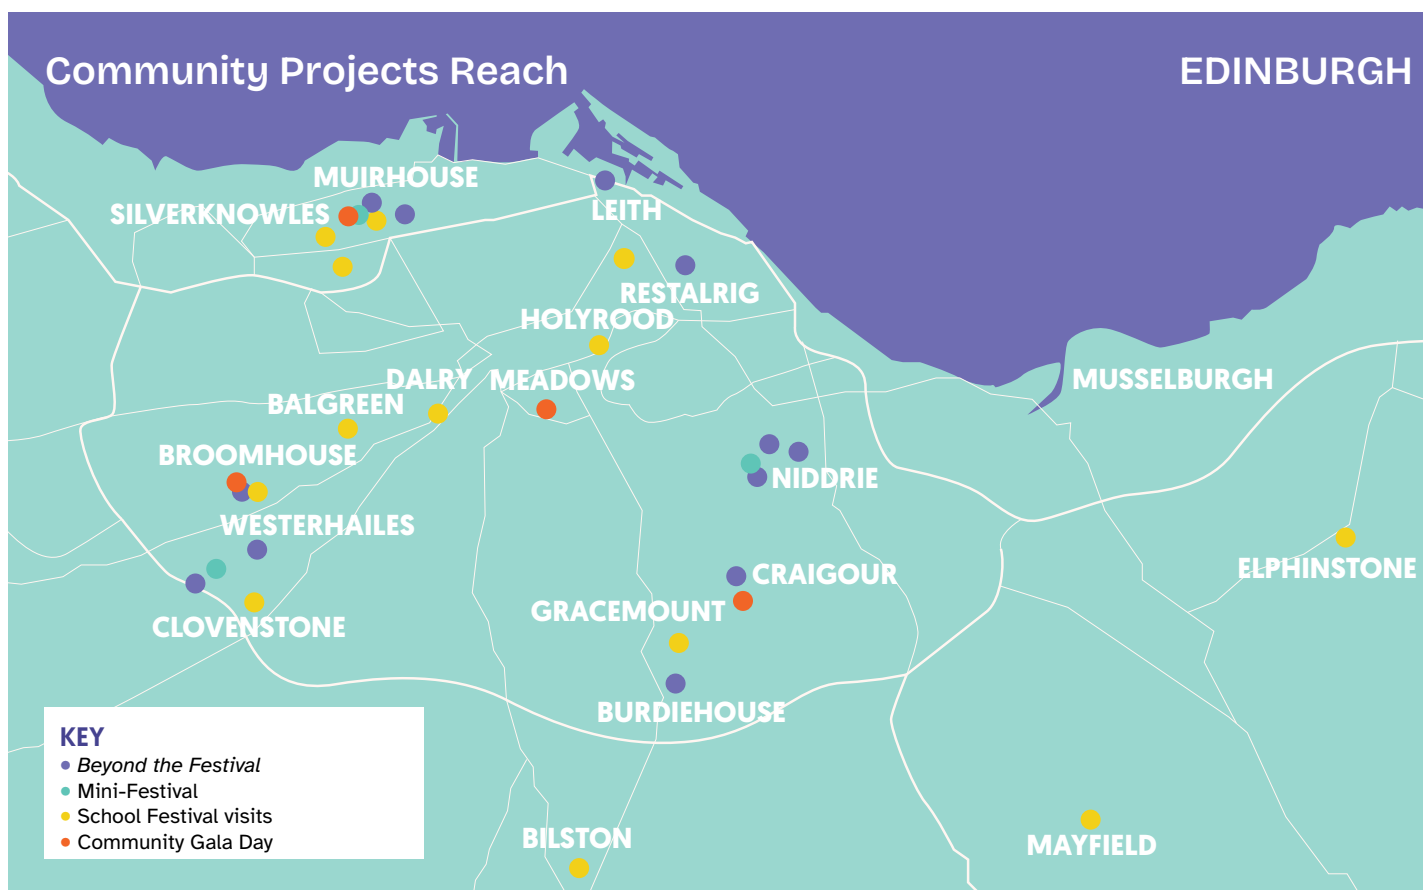 Community Projects Reach
EDINBURGH
MUIRHOUSE
SILVERKNOWLES
LEITH
RESTALRIG
HOLYROOD
DALRY
MEADOWS
MUSSELBURGH
BALGREEN
BROOMHOUSE
NIDDRIE
WESTERHAILES
ELPHINSTONE
CRAIGOUR
GRACEMOUNT
CLOVENSTONE
BURDIEHOUSE
KEY
Beyond the Festival
Mini-Festival
School Festival visits
Community Gala Day
BILSTON
MAYFIELD